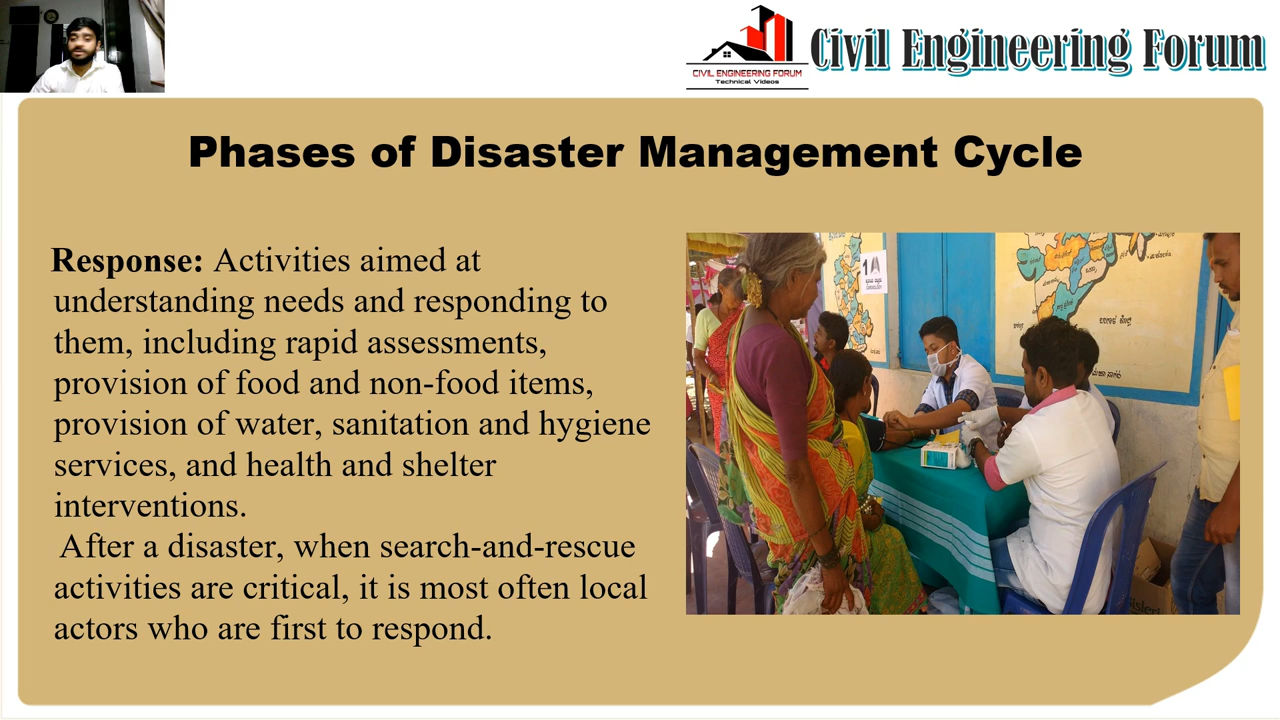 CIVIL ENGINEERING FORUM
Technical Videos
Civil Engineering Forum
Phases of Disaster Management Cycle
Response: Activities aimed at
understanding needs and responding to
them, including rapid assessments,
provision of food and non-food items,
provision of water, sanitation and hygiene
services, and health and shelter
interventions.
After a disaster, when search-and-rescue
activities are critical, it is most often local
actors who are first to respond.